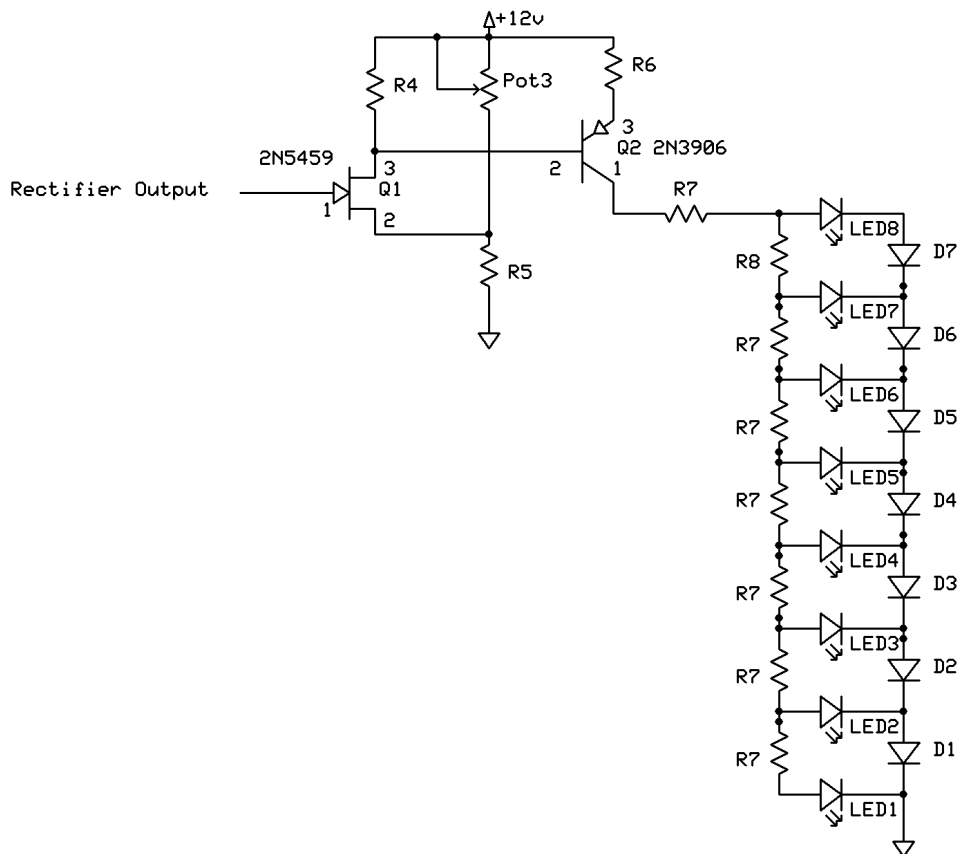 +12v
R4
Pot3
R6
2N5459
3
3
Q2 2N3906
2
1
Rectifier Output
Q1
1
2
R7
R5
LED8
D7
R8
LED7
D6
R7
LED6
D5
R7
LED5
D4
R7
LED4
D3
R7
LED3
D2
R7
LED2
D1
R7
LED1